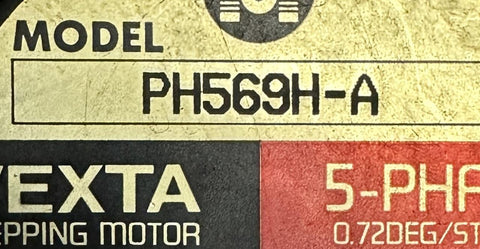 MODEL
PH569H-A
VEXTA
5-PHA
EPPING MOTOR
0.72DEG/ST